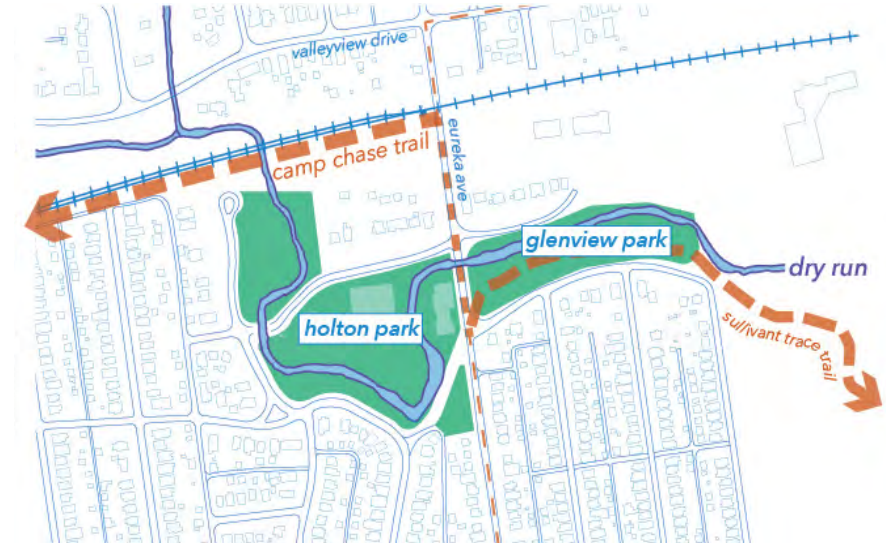 valleyview drive
camp chase trail
eureka ave
glenview park
dry run
holton park
sullivant trace trail